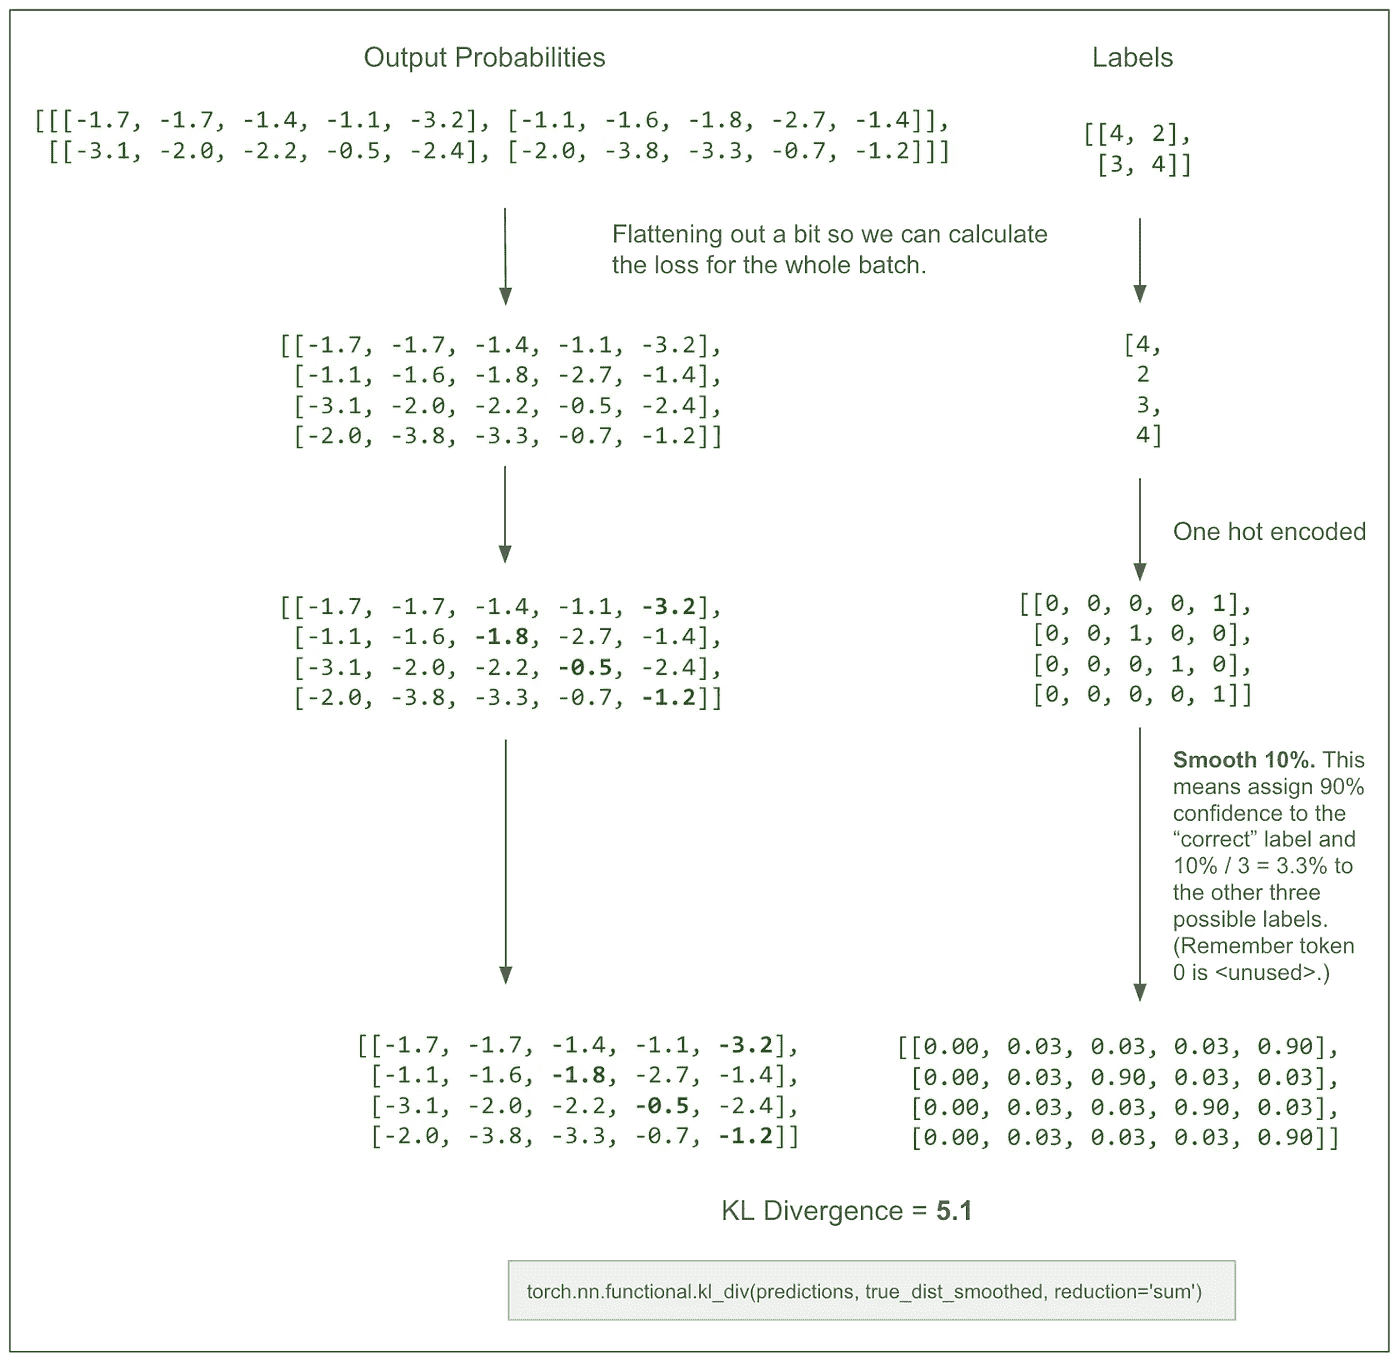 Output Probabilities
Labels
[[[-1.7, -1.7, -1.4, -1.1, -3.2], [-1.1, -1.6, -1.8, -2.7, -1.4]],
[[-3.1, -2.0, -2.2, -0.5, -2.4], [-2.0, -3.8, -3.3, -0.7, -1.2]]]
[[4, 2],
[3, 4]]
Flattening out a bit so we can calculate
the loss for the whole batch.
[[-1.7, -1.7, -1.4, -1.1, -3.2],
[-1.1, -1.6, -1.8, -2.7, -1.4],
[-3.1, -2.0, -2.2, -0.5, -2.4],
[-2.0, -3.8, -3.3, -0.7, -1.2]]
[4,
2
3,
4]
One hot encoded
[[-1.7, -1.7, -1.4, -1.1, -3.2],
[-1.1, -1.6, -1.8, -2.7, -1.4],
[-3.1, -2.0, -2.2, -0.5, -2.4],
[-2.0, -3.8, -3.3, -0.7, -1.2]]
[[0, 0, 0, 0, 1],
[0, 0, 1, 0, 0],
[0, 0, 0, 1, 0],
[0, 0, 0, 0, 1]]
Smooth 10%. This
means assign 90%
confidence to the
“correct” label and
10% / 3 = 3.3% to
the other three
possible labels.
(Remember token
0 is <unused>.)
[[-1.7, -1.7, -1.4, -1.1, -3.2],
[-1.1, -1.6, -1.8, -2.7, -1.4],
[-3.1, -2.0, -2.2, -0.5, -2.4],
[-2.0, -3.8, -3.3, -0.7, -1.2]]
[[0.00, 0.03, 0.03, 0.03, 0.90],
[0.00, 0.03, 0.90, 0.03, 0.03],
[0.00, 0.03, 0.03, 0.90, 0.03],
[0.00, 0.03, 0.03, 0.03, 0.90]]
KL Divergence = 5.1
torch.nn.functional.kl_div(predictions, true_dist_smoothed, reduction='sum')